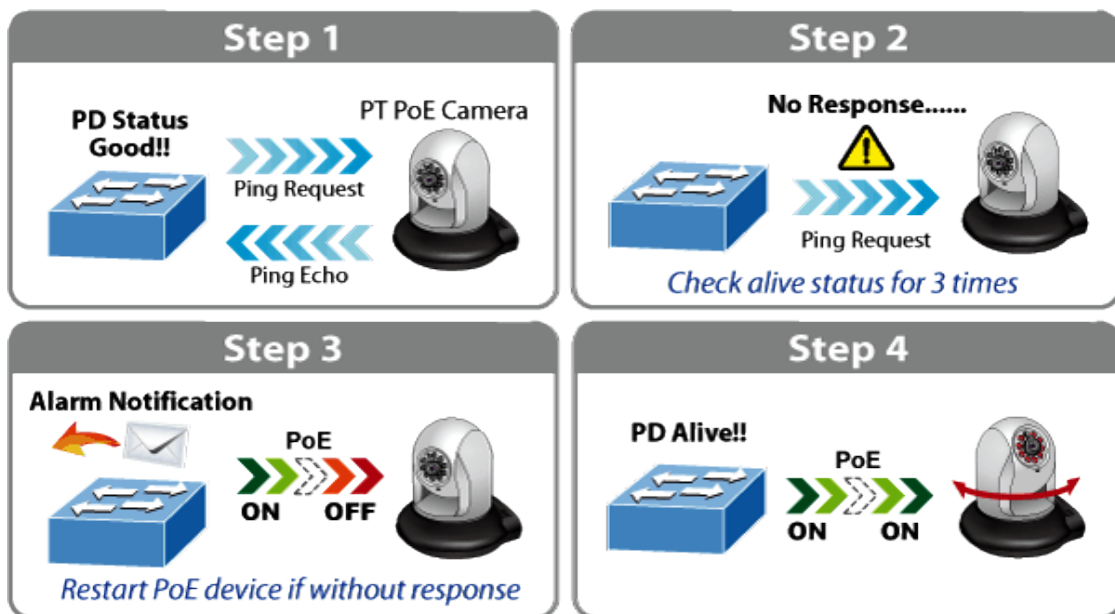 Step 1
PD Status
Good!!
PT PoE Camera
Ping Request
Ping Echo
Step 2
No Response......
Ping Request
Check alive status for 3 times
Step 3
Alarm Notification
PoE
ON OFF
Restart PoE device if without response
Step 4
PD Alive!!
PoE
ON ON